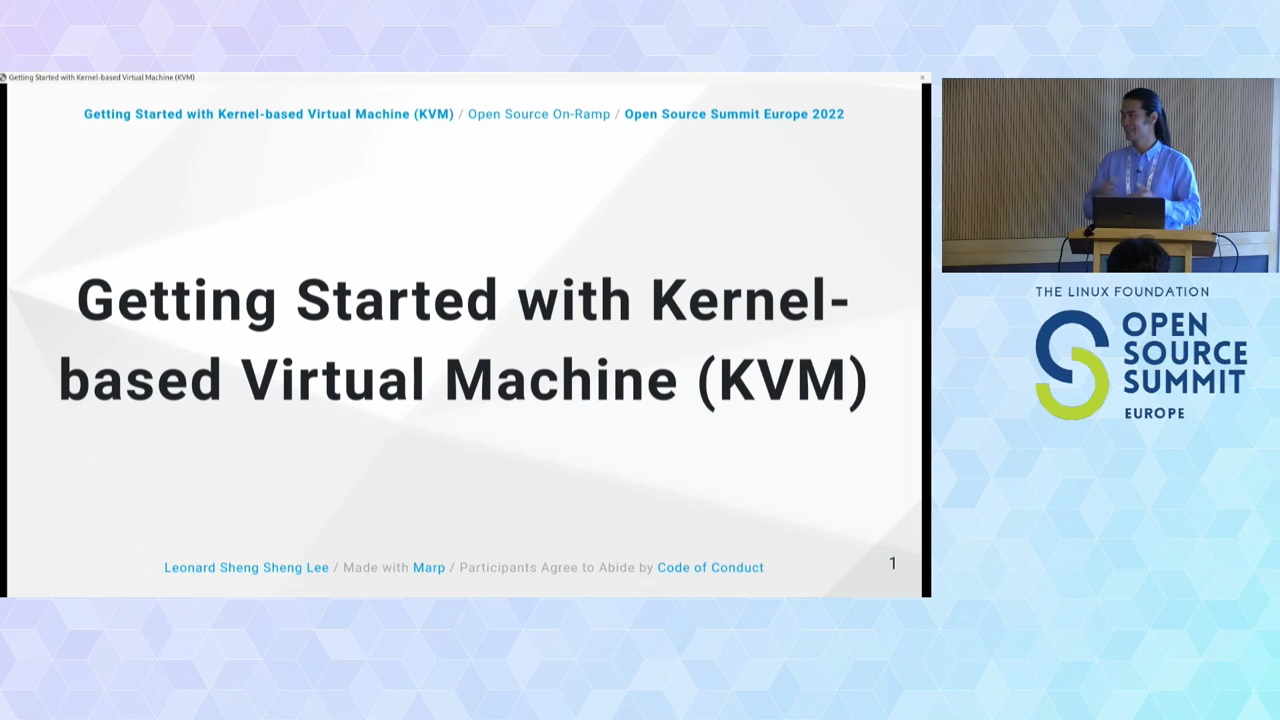 Getting Started with Kernel-based Virtual Machine (KVM)
Getting Started with Kernel-based Virtual Machine (KVM) / Open Source On-Ramp / Open Source Summit Europe 2022
Getting Started with Kernel-
based Virtual Machine (KVM)
Leonard Sheng Sheng Lee / Made with Marp / Participants Agree to Abide by Code of Conduct
1
THE LINUX FOUNDATION
OPEN
SOURCE
SUMMIT
EUROPE